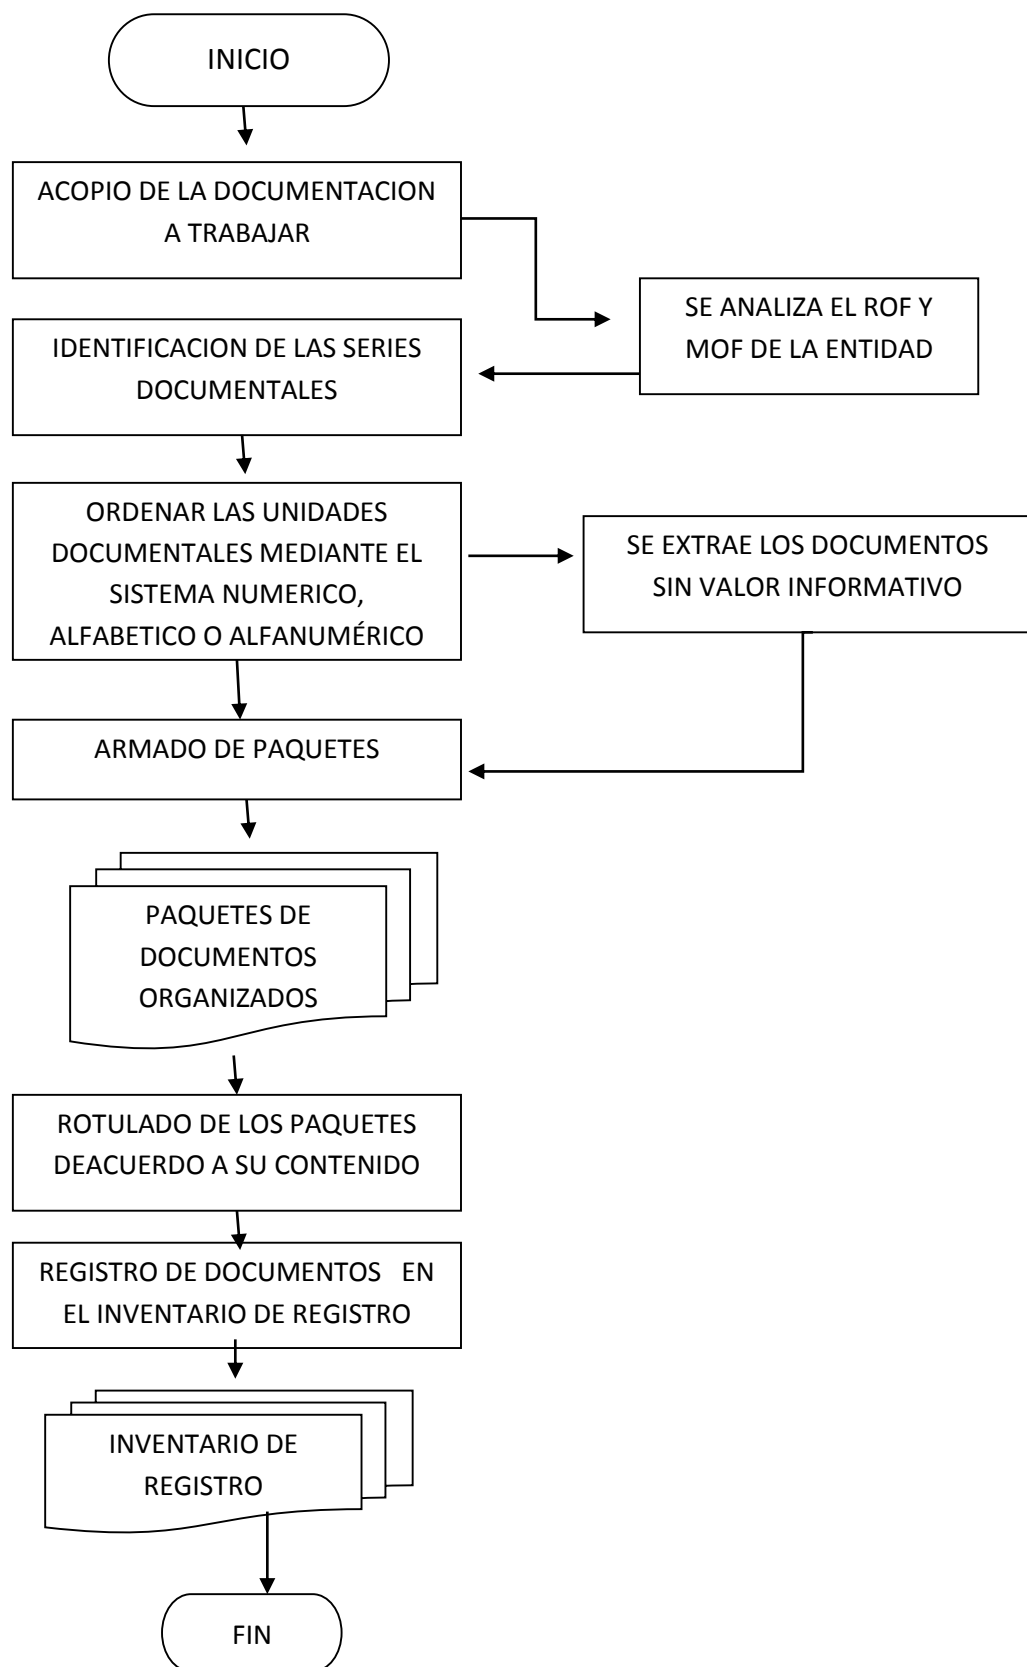 INICIO
ACOPIO DE LA DOCUMENTACION
A TRABAJAR
SE ANALIZA EL ROF Y
MOF DE LA ENTIDAD
IDENTIFICACION DE LAS SERIES
DOCUMENTALES
ORDENAR LAS UNIDADES
DOCUMENTALES MEDIANTE EL
SISTEMA NUMERICO,
ALFABETICO O ALFANUMÉRICO
SE EXTRAE LOS DOCUMENTOS
SIN VALOR INFORMATIVO
ARMADO DE PAQUETES
PAQUETES DE
DOCUMENTOS
ORGANIZADOS
ROTULADO DE LOS PAQUETES
DEACUERDO A SU CONTENIDO
REGISTRO DE DOCUMENTOS EN
EL INVENTARIO DE REGISTRO
INVENTARIO DE
REGISTRO
FIN